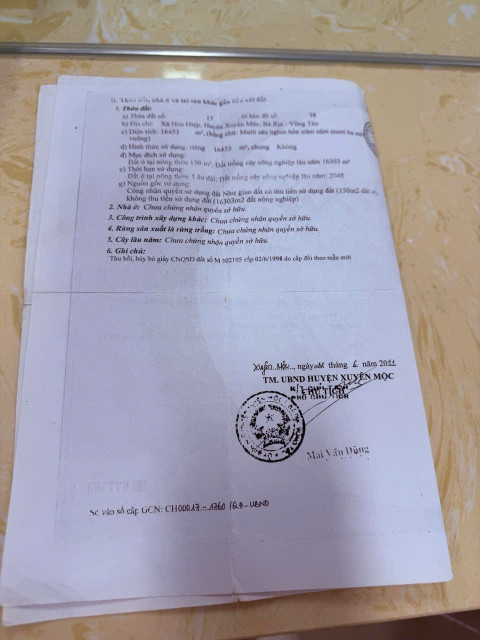 II. Thửa đất, nhà ở và tài sản khác gắn liền với đất
1. Thửa đất:
a) Thửa đất số: 11 , tờ bản đồ số: 38
b) Địa chỉ: Xã Hòa Hiệp, Huyện Xuyên Mộc, Bà Rịa - Vũng Tàu
c) Diện tích: 16453 m², (bằng chữ: Mười sáu nghìn bốn trăm năm mươi ba mét
vuông)
d) Hình thức sử dụng: riêng 16453 m², chung Không
đ) Mục đích sử dụng:
Đất ở tại nông thôn 150 m², Đất trồng cây công nghiệp lâu năm 16303 m²
e) Thời hạn sử dụng:
Đất ở tại nông thôn: Lâu dài; Đất trồng cây công nghiệp lâu năm: 2048
g) Nguồn gốc sử dụng:
Công nhận quyền sử dụng đất Như giao đất có thu tiền sử dụng đất (150m2 đất
không thu tiền sử dụng đất (16303m2 đất nông nghiệp)
2. Nhà ở: Chưa chứng nhận quyền sở hữu.
3. Công trình xây dựng khác: Chưa chứng nhận quyền sở hữu.
4. Rừng sản xuất là rừng trồng: Chưa chứng nhận quyền sở hữu.
5. Cây lâu năm: Chưa chứng nhận quyền sở hữu.
6. Ghi chú:
Thu hồi, hủy bỏ giấy CNQSD đất số M 302105 cấp 02/6/1998 do cấp đổi theo mẫu mới
Xuyên Mộc, ngày tháng 6 năm 2011
TM. UBND HUYỆN XUYÊN MỘC
CHỦ TỊCH
PHÓ CHỦ TỊCH
Mai Văn Dũng
Số vào sổ cấp GCN: CH00017...1760/QĐ-UBND